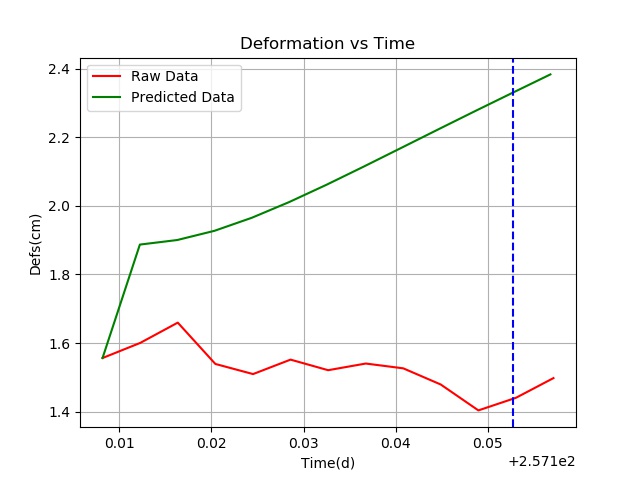 Deformation vs Time
Raw Data
Predicted Data
Defs(cm)
2.4
2.2
2.0
1.8
1.6
1.4
0.01 0.02 0.03 0.04 0.05
Time(d)
+2.571e2